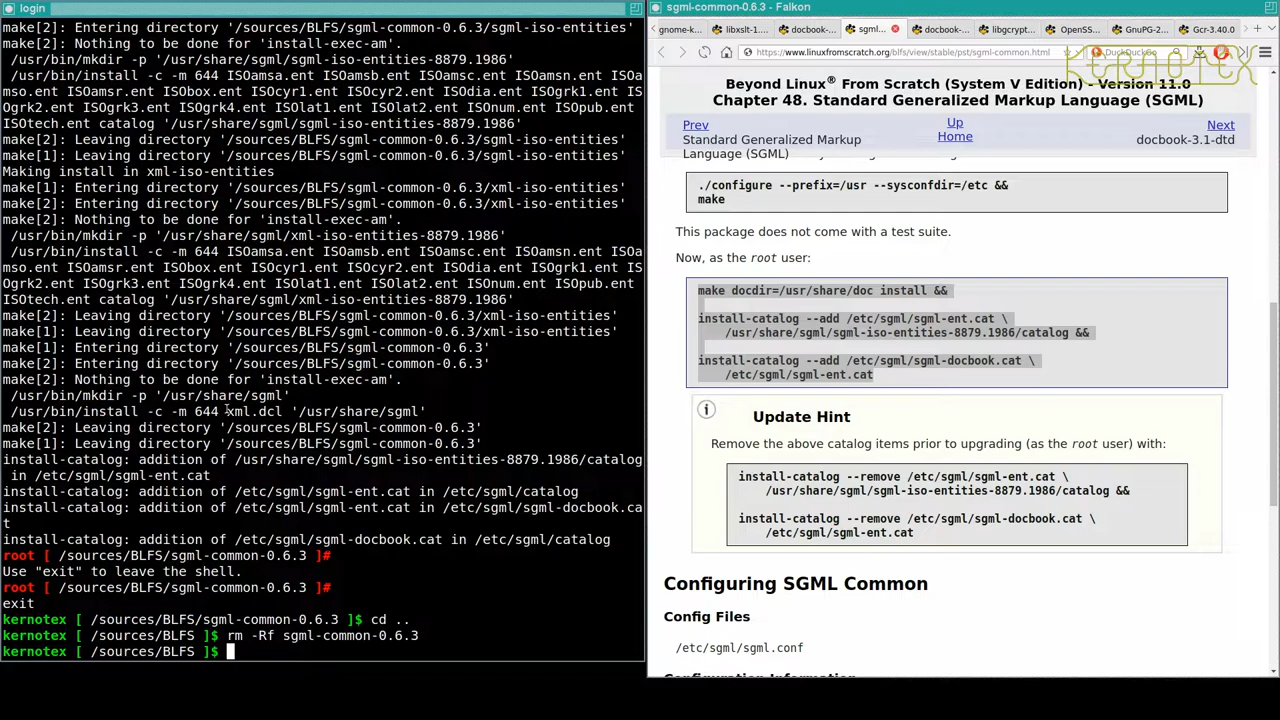 login
make[2]: Entering directory '/sources/BLFS/sgml-common-0.6.3/sgml-iso-entities'
make[2]: Nothing to be done for 'install-exec-am'.
/usr/bin/mkdir -p '/usr/share/sgml/sgml-iso-entities-8879.1986'
/usr/bin/install -c -m 644 ISOamsa.ent ISOamsb.ent ISOamsc.ent ISOamsn.ent ISOa
mso.ent ISOamsr.ent ISObox.ent ISOcyr1.ent ISOcyr2.ent ISOdia.ent ISOgrk1.ent I
SOgrk2.ent ISOgrk3.ent ISOgrk4.ent ISOlat1.ent ISOlat2.ent ISOnum.ent ISOpub.ent
ISOtech.ent catalog '/usr/share/sgml/sgml-iso-entities-8879.1986'
make[2]: Leaving directory '/sources/BLFS/sgml-common-0.6.3/sgml-iso-entities'
make[1]: Leaving directory '/sources/BLFS/sgml-common-0.6.3/sgml-iso-entities'
Making install in xml-iso-entities
make[1]: Entering directory '/sources/BLFS/sgml-common-0.6.3/xml-iso-entities'
make[2]: Entering directory '/sources/BLFS/sgml-common-0.6.3/xml-iso-entities'
make[2]: Nothing to be done for 'install-exec-am'.
/usr/bin/mkdir -p '/usr/share/sgml/xml-iso-entities-8879.1986'
/usr/bin/install -c -m 644 ISOamsa.ent ISOamsb.ent ISOamsc.ent ISOamsn.ent ISOa
mso.ent ISOamsr.ent ISObox.ent ISOcyr1.ent ISOcyr2.ent ISOdia.ent ISOgrk1.ent I
SOgrk2.ent ISOgrk3.ent ISOgrk4.ent ISOlat1.ent ISOlat2.ent ISOnum.ent ISOpub.ent
ISOtech.ent catalog '/usr/share/sgml/xml-iso-entities-8879.1986'
make[2]: Leaving directory '/sources/BLFS/sgml-common-0.6.3/xml-iso-entities'
make[1]: Leaving directory '/sources/BLFS/sgml-common-0.6.3/xml-iso-entities'
make[1]: Entering directory '/sources/BLFS/sgml-common-0.6.3'
make[2]: Entering directory '/sources/BLFS/sgml-common-0.6.3'
make[2]: Nothing to be done for 'install-exec-am'.
/usr/bin/mkdir -p '/usr/share/sgml'
/usr/bin/install -c -m 644 xml.dcl '/usr/share/sgml'
make[2]: Leaving directory '/sources/BLFS/sgml-common-0.6.3'
make[1]: Leaving directory '/sources/BLFS/sgml-common-0.6.3'
install-catalog: addition of /usr/share/sgml/sgml-iso-entities-8879.1986/catalog
in /etc/sgml/sgml-ent.cat
install-catalog: addition of /etc/sgml/sgml-ent.cat in /etc/sgml/catalog
install-catalog: addition of /etc/sgml/sgml-ent.cat in /etc/sgml/sgml-docbook.ca
t
install-catalog: addition of /etc/sgml/sgml-docbook.cat in /etc/sgml/catalog
root [ /sources/BLFS/sgml-common-0.6.3 ]#
Use "exit" to leave the shell.
root [ /sources/BLFS/sgml-common-0.6.3 ]#
exit
kernotex [ /sources/BLFS/sgml-common-0.6.3 ]$ cd ..
kernotex [ /sources/BLFS ]$ rm -Rf sgml-common-0.6.3
kernotex [ /sources/BLFS ]$
sgml-common-0.6.3 - Falkon
gnome-k... libxslt-1.... docbook-... sgml... docbook-... libgcrypt... OpenSS... GnuPG-2... Gcr-3.40.0
https://www.linuxfromscratch.org/blfs/view/stable/pst/sgml-common.html DuckDuckGo
KERNOTEX
Beyond Linux® From Scratch (System V Edition) - Version 11.0
Chapter 48. Standard Generalized Markup Language (SGML)
Prev Up Next
Standard Generalized Markup Home docbook-3.1-dtd
Language (SGML)
./configure --prefix=/usr --sysconfdir=/etc &&
make
This package does not come with a test suite.
Now, as the root user:
make docdir=/usr/share/doc install &&
install-catalog --add /etc/sgml/sgml-ent.cat \
/usr/share/sgml/sgml-iso-entities-8879.1986/catalog &&
install-catalog --add /etc/sgml/sgml-docbook.cat \
/etc/sgml/sgml-ent.cat
Update Hint
Remove the above catalog items prior to upgrading (as the root user) with:
install-catalog --remove /etc/sgml/sgml-ent.cat \
/usr/share/sgml/sgml-iso-entities-8879.1986/catalog &&
install-catalog --remove /etc/sgml/sgml-docbook.cat \
/etc/sgml/sgml-ent.cat
Configuring SGML Common
Config Files
/etc/sgml/sgml.conf
Configuration Information